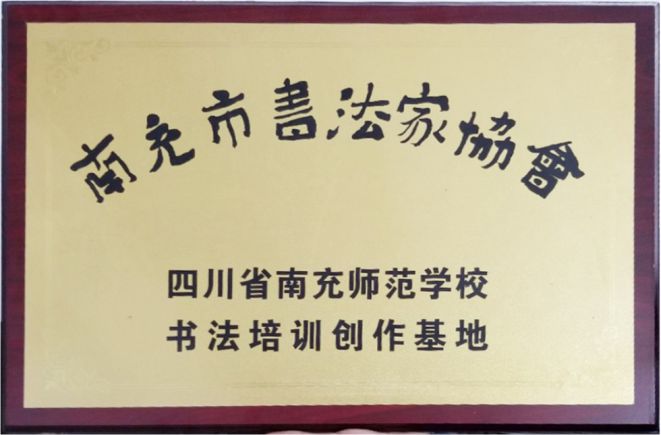 南充市書法家協會
四川省南充师范学校
书法培训创作基地